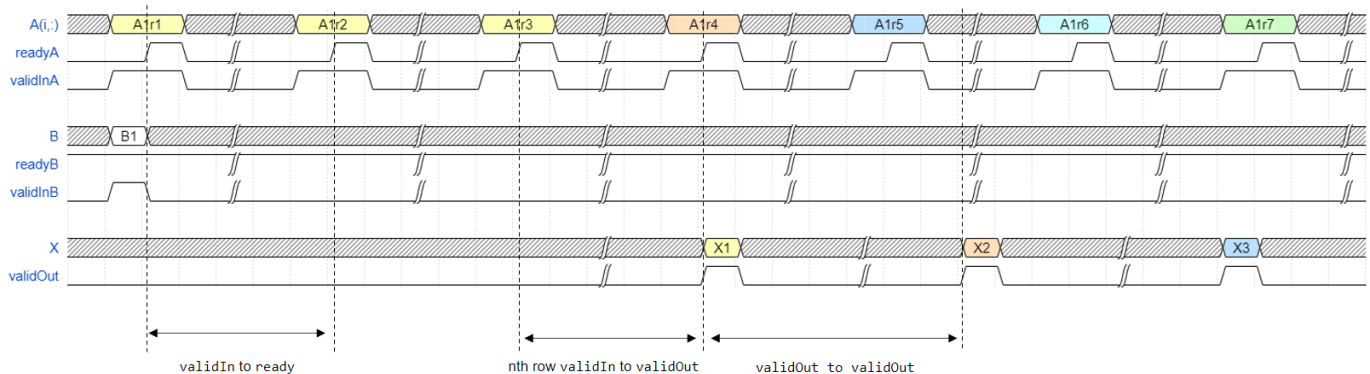 A(i,:) A1r1 A1r2 A1r3 A1r4 A1r5 A1r6 A1r7
readyA
validInA
B B1
readyB
validInB
X X1 X2 X3
validOut
validIn to ready nth row validIn to validOut validOut to validOut